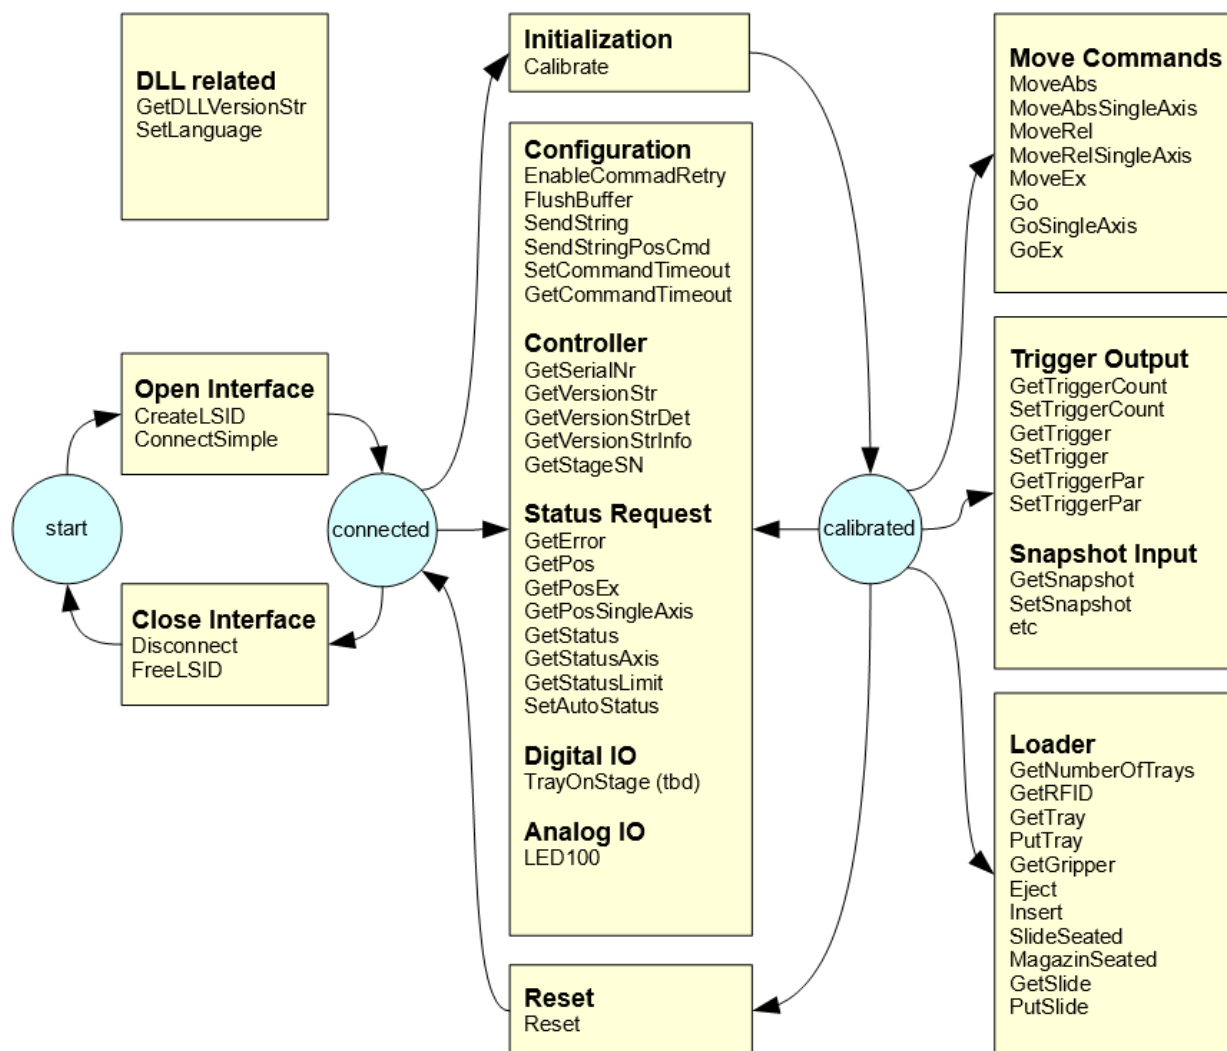 DLL related
GetDLLVersionStr
SetLanguage
Open Interface
CreateLSID
ConnectSimple
start
connected
Close Interface
Disconnect
FreeLSID
Initialization
Calibrate
Configuration
EnableCommadRetry
FlushBuffer
SendString
SendStringPosCmd
SetCommandTimeout
GetCommandTimeout
Controller
GetSerialNr
GetVersionStr
GetVersionStrDet
GetVersionStrInfo
GetStageSN
Status Request
GetError
GetPos
GetPosEx
GetPosSingleAxis
GetStatus
GetStatusAxis
GetStatusLimit
SetAutoStatus
Digital IO
TrayOnStage (tbd)
Analog IO
LED100
Reset
Reset
calibrated
Move Commands
MoveAbs
MoveAbsSingleAxis
MoveRel
MoveRelSingleAxis
MoveEx
Go
GoSingleAxis
GoEx
Trigger Output
GetTriggerCount
SetTriggerCount
GetTrigger
SetTrigger
GetTriggerPar
SetTriggerPar
Snapshot Input
GetSnapshot
SetSnapshot
etc
Loader
GetNumberOfTrays
GetRFID
GetTray
PutTray
GetGripper
Eject
Insert
SlideSeated
MagazinSeated
GetSlide
PutSlide